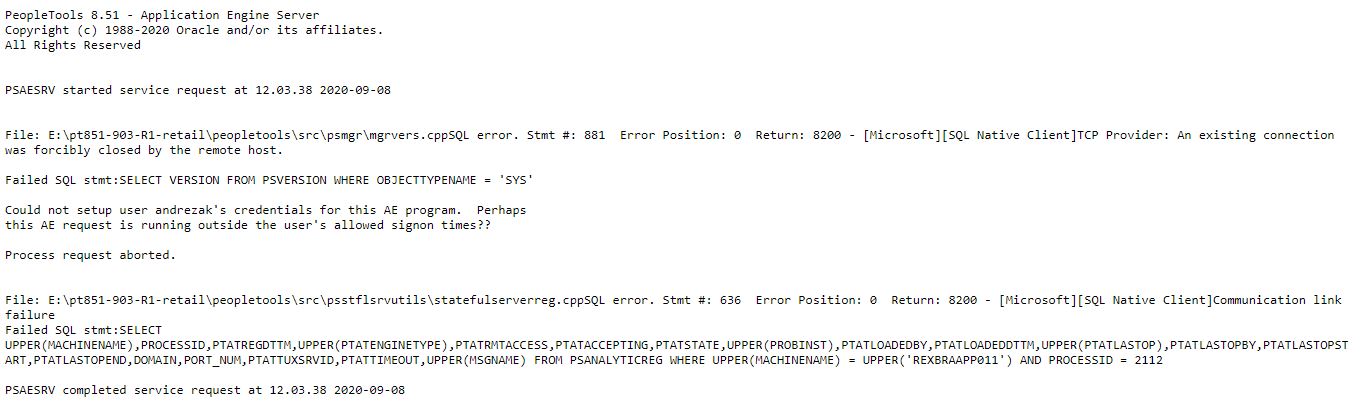 PeopleTools 8.51 - Application Engine Server
Copyright (c) 1988-2020 Oracle and/or its affiliates.
All Rights Reserved
PSAESRV started service request at 12.03.38 2020-09-08
File: E:\pt851-903-R1-retail\peopletools\src\psmgr\mgrvers.cppSQL error. Stmt #: 881  Error Position: 0  Return: 8200 - [Microsoft][SQL Native Client]TCP Provider: An existing connection
was forcibly closed by the remote host.
Failed SQL stmt:SELECT VERSION FROM PSVERSION WHERE OBJECTTYPENAME = 'SYS'
Could not setup user andrezak's credentials for this AE program.  Perhaps
this AE request is running outside the user's allowed signon times??
Process request aborted.
File: E:\pt851-903-R1-retail\peopletools\src\psstflsrvutils\statefulserverreg.cppSQL error. Stmt #: 636  Error Position: 0  Return: 8200 - [Microsoft][SQL Native Client]Communication link
failure
Failed SQL stmt:SELECT
UPPER(MACHINENAME),PROCESSID,PTATREGDTTM,UPPER(PTATENGINETYPE),PTATRMTACCESS,PTATACCEPTING,PTATSTATE,UPPER(PROBINST),PTATLOADEDBY,PTATLOADEDDTTM,UPPER(PTATLASTOP),PTATLASTOPBY,PTATLASTOPST
ART,PTATLASTOPEND,DOMAIN,PORT_NUM,PTATTUXSRVID,PTATTIMEOUT,UPPER(MSGNAME) FROM PSANALYTICREG WHERE UPPER(MACHINENAME) = UPPER('REXBRAAPP011') AND PROCESSID = 2112
PSAESRV completed service request at 12.03.38 2020-09-08